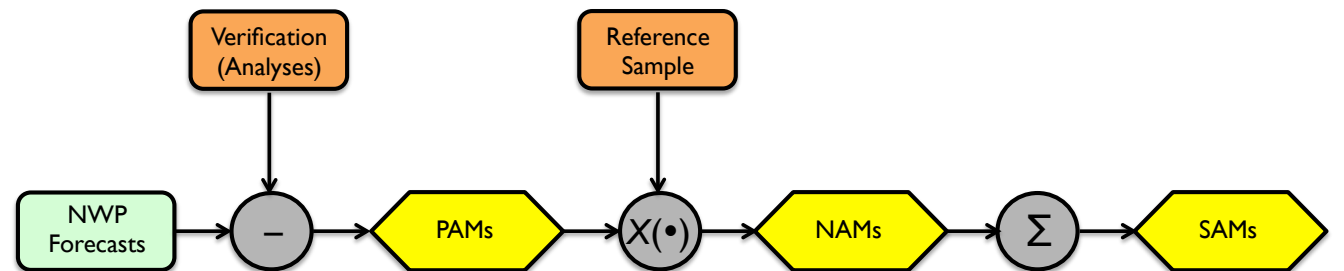 Verification
(Analyses)
Reference
Sample
NWP
Forecasts
–
PAMs
X(•)
NAMs
Σ
SAMs